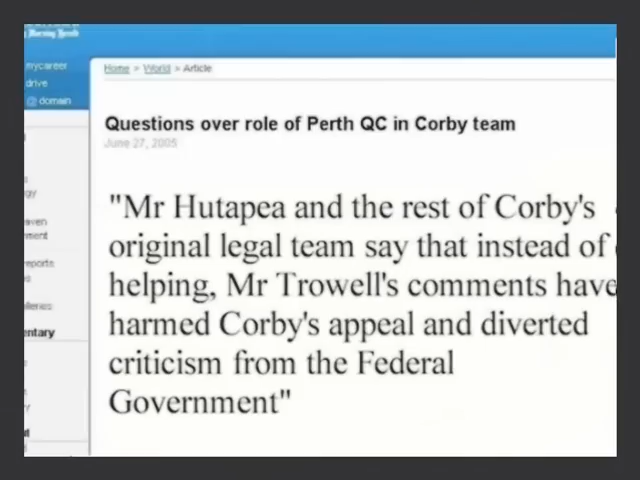 Morning Herald
mycareer
drive
domain
Home > World > Article
Questions over role of Perth QC in Corby team
June 27, 2005
"Mr Hutapea and the rest of Corby's
original legal team say that instead of
helping, Mr Trowell's comments have
harmed Corby's appeal and diverted
criticism from the Federal
Government"